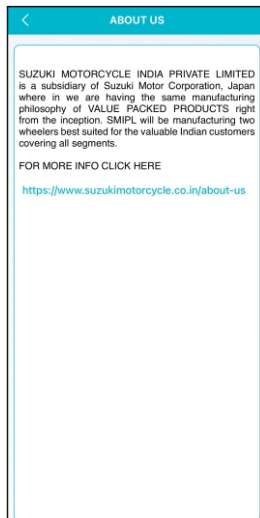 ABOUT US
SUZUKI MOTORCYCLE INDIA PRIVATE LIMITED
is a subsidiary of Suzuki Motor Corporation, Japan
where in we are having the same manufacturing
philosophy of VALUE PACKED PRODUCTS right
from the inception. SMIPL will be manufacturing two
wheelers best suited for the valuable Indian customers
covering all segments.
FOR MORE INFO CLICK HERE
https://www.suzukimotorcycle.co.in/about-us